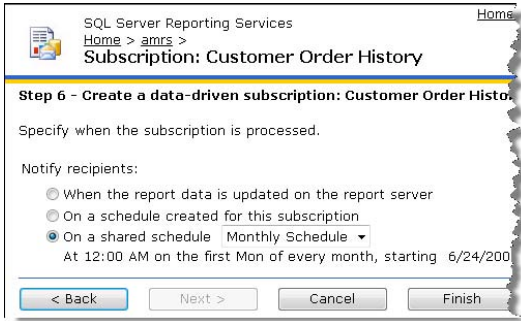 Home
SQL Server Reporting Services
Home > amrs >
Subscription: Customer Order History
Step 6 - Create a data-driven subscription: Customer Order Histo
Specify when the subscription is processed.
Notify recipients:
When the report data is updated on the report server
On a schedule created for this subscription
On a shared schedule Monthly Schedule
At 12:00 AM on the first Mon of every month, starting 6/24/200
< Back Next > Cancel Finish